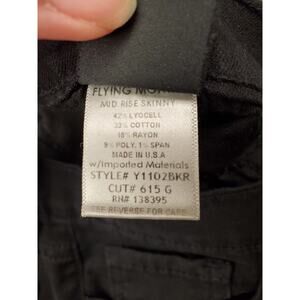 FLYING MON
MID RISE SKINNY
42% LYOCELL
32% COTTON
16% RAYON
9% POLY. 1% SPAN
MADE IN U.S.A
w/Imported Materials
STYLE# Y1102BKR
CUT# 615 G
RN# 138395
SEE REVERSE FOR CARE